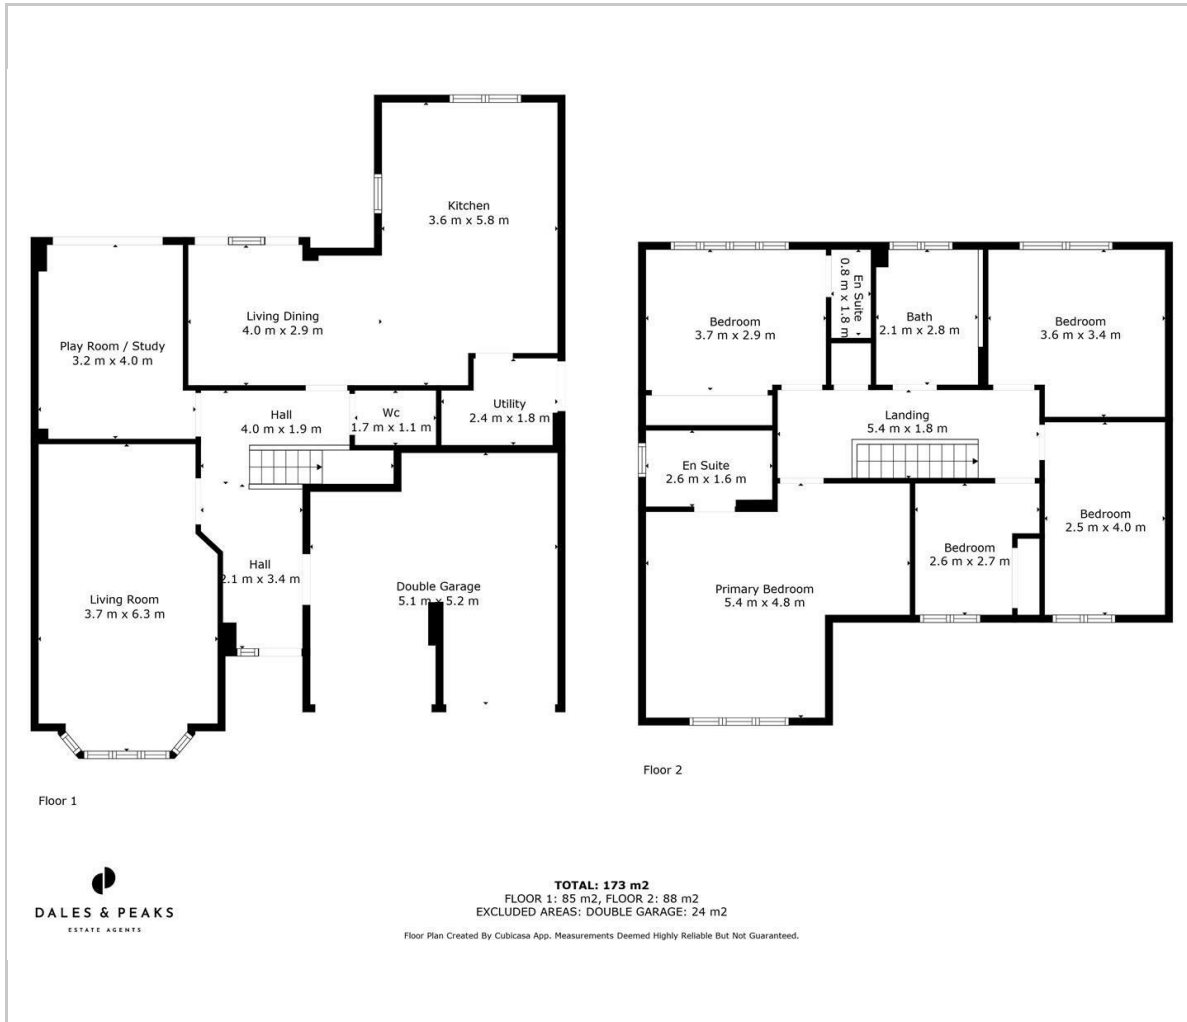 Kitchen
3.6 m x 5.8 m
Living Dining
4.0 m x 2.9 m
Play Room / Study
3.2 m x 4.0 m
Hall
4.0 m x 1.9 m
Wc
1.7 m x 1.1 m
Utility
2.4 m x 1.8 m
Hall
2.1 m x 3.4 m
Living Room
3.7 m x 6.3 m
Double Garage
5.1 m x 5.2 m
Floor 1
Bedroom
3.7 m x 2.9 m
En Suite
0.8 m x 1.8 m
Bath
2.1 m x 2.8 m
Bedroom
3.6 m x 3.4 m
Landing
5.4 m x 1.8 m
En Suite
2.6 m x 1.6 m
Bedroom
2.5 m x 4.0 m
Bedroom
2.6 m x 2.7 m
Primary Bedroom
5.4 m x 4.8 m
Floor 2
DALES & PEAKS
ESTATE AGENTS
TOTAL: 173 m2
FLOOR 1: 85 m2, FLOOR 2: 88 m2
EXCLUDED AREAS: DOUBLE GARAGE: 24 m2
Floor Plan Created By Cubicasa App. Measurements Deemed Highly Reliable But Not Guaranteed.